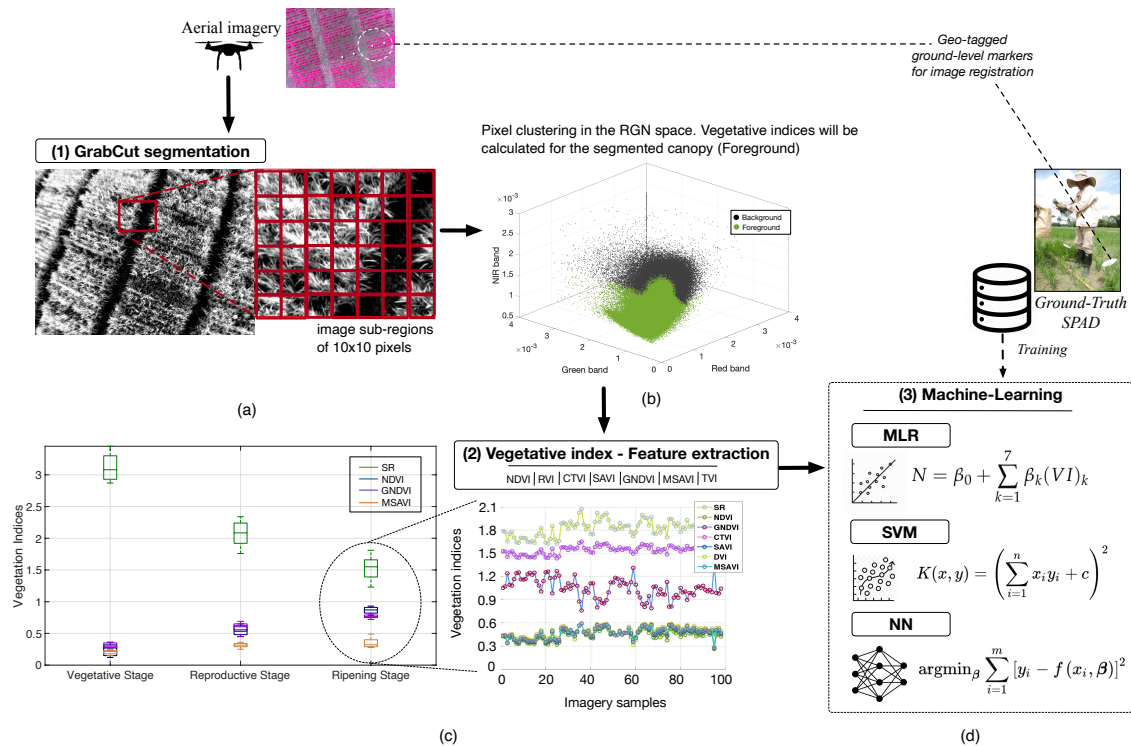 Aerial imagery
Geo-tagged
ground-level markers
for image registration
(1) GrabCut segmentation
image sub-regions
of 10x10 pixels
(a)
Pixel clustering in the RGN space. Vegetative indices will be
calculated for the segmented canopy (Foreground)
×10⁻³
3
2.5
2
1.5
1
0.5
NIR band
Background
Foreground
4
3
2
1
0
×10⁻³
Green band
0
1
2
3
4
×10⁻³
Red band
(b)
Ground-Truth
SPAD
Training
3
2.5
2
1.5
1
0.5
0
Vegetation Indices
SR
NDVI
GNDVI
MSAVI
Vegetative Stage
Reproductive Stage
Ripening Stage
(2) Vegetative index - Feature extraction
NDVI | RVI | CTVI | SAVI | GNDVI | MSAVI | TVI
2.1
1.8
1.5
1.2
0.9
0.6
0.3
0
Vegetation Indices
SR
NDVI
GNDVI
CTVI
SAVI
DVI
MSAVI
0 20 40 60 80 100
Imagery samples
(c)
(3) Machine-Learning
MLR
N = β₀ + ∑_{k=1}^{7} β_k(VI)_k
SVM
K(x, y) = (∑_{i=1}^{n} x_i y_i + c)²
NN
argmin_β ∑_{i=1}^{m} [y_i − f(x_i, β)]²
(d)